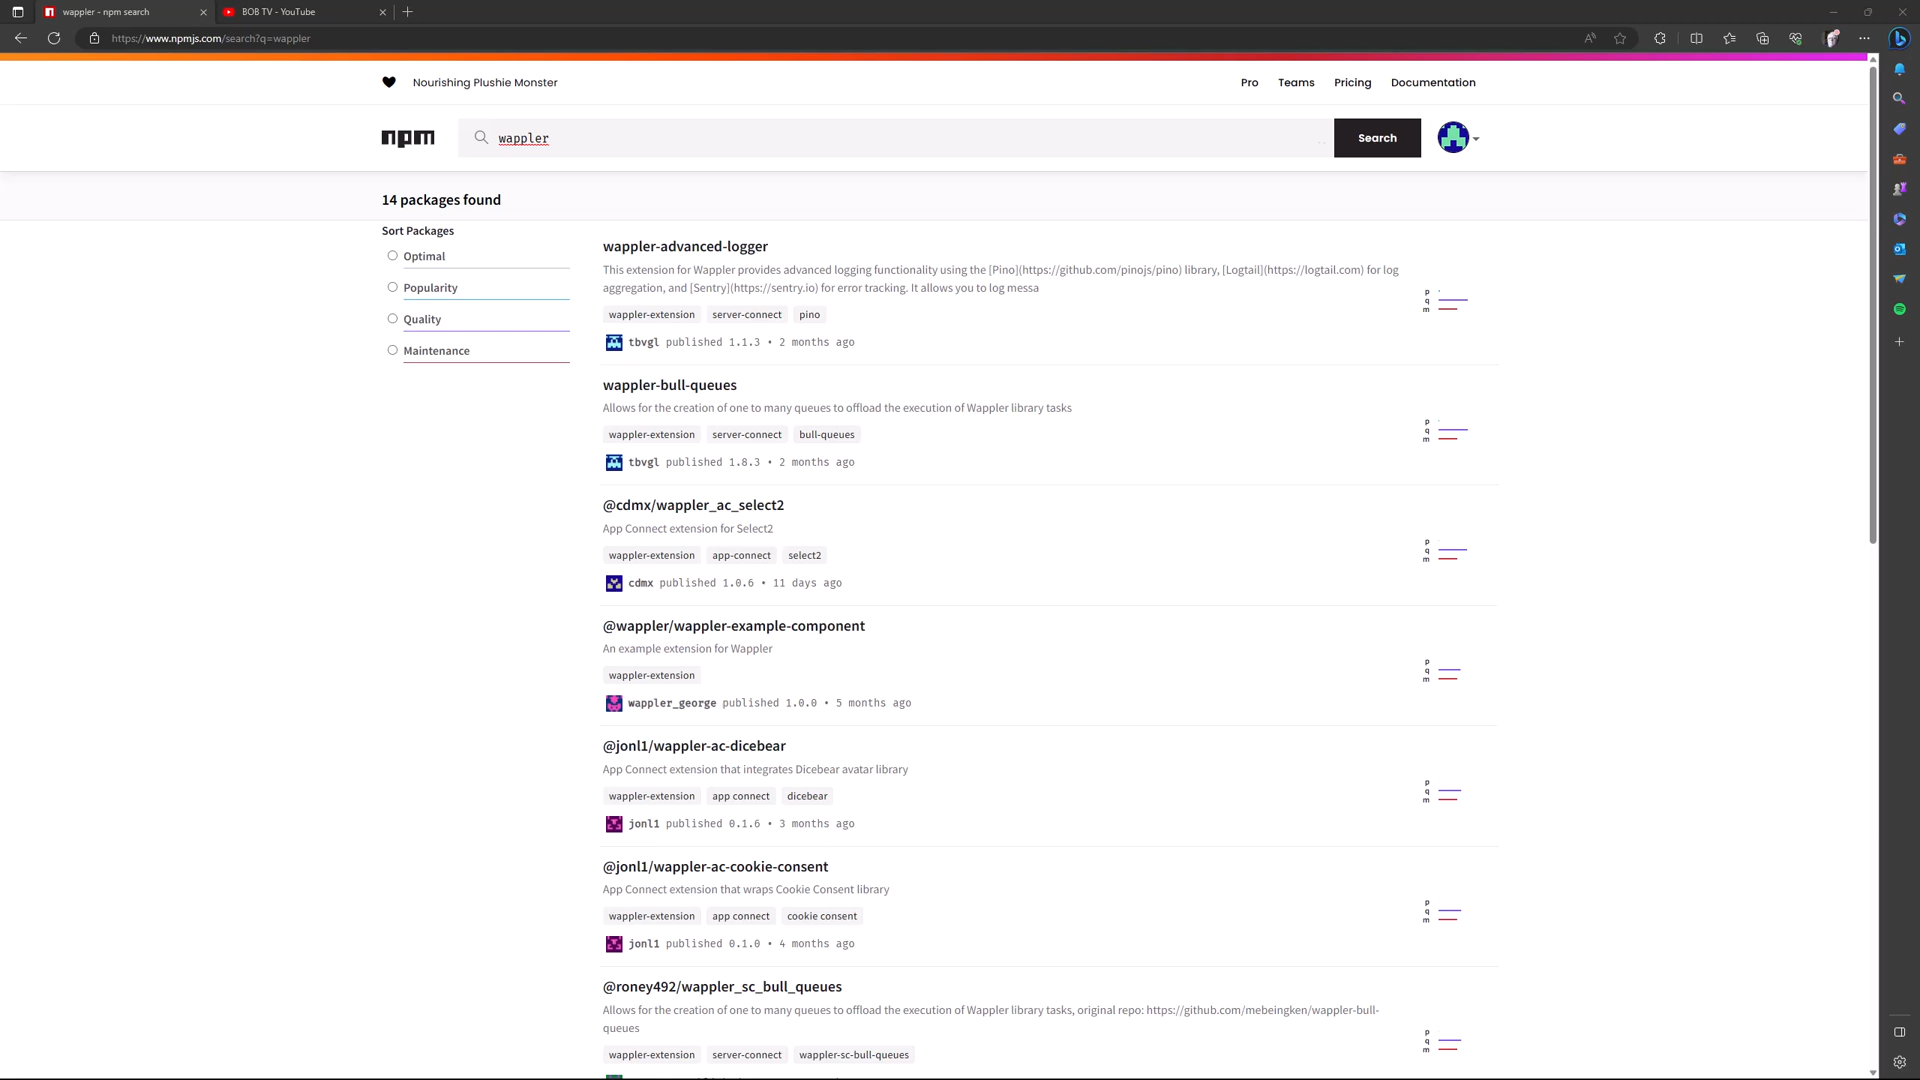 wappler - npm search
BOB TV - YouTube
https://www.npmjs.com/search?q=wappler
Nourishing Plushie Monster
Pro
Teams
Pricing
Documentation
npm
wappler
Search
14 packages found
Sort Packages
Optimal
Popularity
Quality
Maintenance
wappler-advanced-logger
This extension for Wappler provides advanced logging functionality using the [Pino](https://github.com/pinojs/pino) library, [Logtail](https://logtail.com) for log
aggregation, and [Sentry](https://sentry.io) for error tracking. It allows you to log messa
wappler-extension server-connect pino
tbvgl published 1.1.3 • 2 months ago
p
q
m
wappler-bull-queues
Allows for the creation of one to many queues to offload the execution of Wappler library tasks
wappler-extension server-connect bull-queues
tbvgl published 1.8.3 • 2 months ago
p
q
m
@cdmx/wappler_ac_select2
App Connect extension for Select2
wappler-extension app-connect select2
cdmx published 1.0.6 • 11 days ago
p
q
m
@wappler/wappler-example-component
An example extension for Wappler
wappler-extension
wappler_george published 1.0.0 • 5 months ago
p
q
m
@jonl1/wappler-ac-dicebear
App Connect extension that integrates Dicebear avatar library
wappler-extension app connect dicebear
jonl1 published 0.1.6 • 3 months ago
p
q
m
@jonl1/wappler-ac-cookie-consent
App Connect extension that wraps Cookie Consent library
wappler-extension app connect cookie consent
jonl1 published 0.1.0 • 4 months ago
p
q
m
@roney492/wappler_sc_bull_queues
Allows for the creation of one to many queues to offload the execution of Wappler library tasks, original repo: https://github.com/mebeingken/wappler-bull-
queues
wappler-extension server-connect wappler-sc-bull-queues
p
q
m